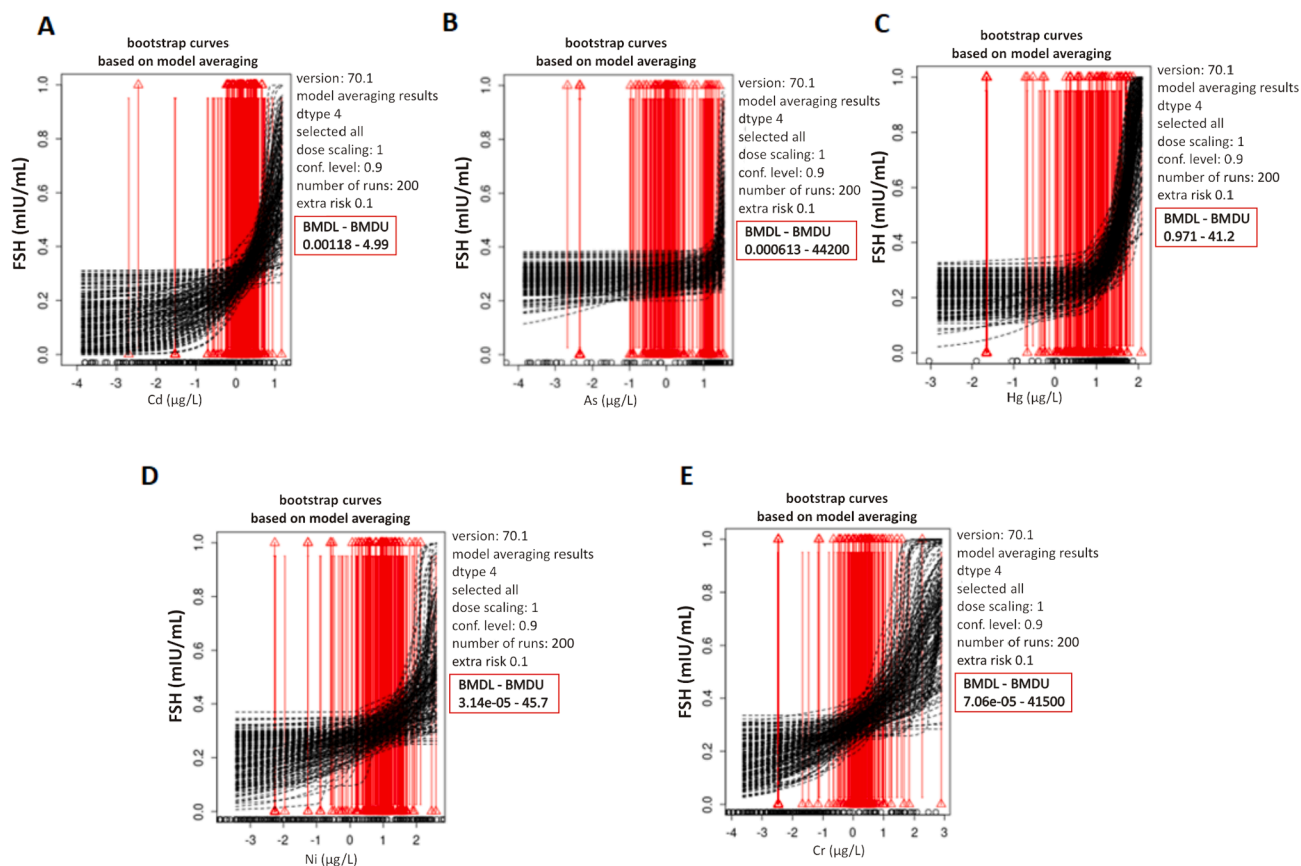 A
bootstrap curves
based on model averaging
FSH (mIU/mL)
1.0
0.8
0.6
0.4
0.2
0.0
-4 -3 -2 -1 0 1
Cd (µg/L)
version: 70.1
model averaging results
dtype 4
selected all
dose scaling: 1
conf. level: 0.9
number of runs: 200
extra risk 0.1
BMDL - BMDU
0.00118 - 4.99
B
bootstrap curves
based on model averaging
FSH (mIU/mL)
1.0
0.8
0.6
0.4
0.2
0.0
-4 -3 -2 -1 0 1
As (µg/L)
version: 70.1
model averaging results
dtype 4
selected all
dose scaling: 1
conf. level: 0.9
number of runs: 200
extra risk 0.1
BMDL - BMDU
0.000613 - 44200
C
bootstrap curves
based on model averaging
FSH (mIU/mL)
1.0
0.8
0.6
0.4
0.2
0.0
-3 -2 -1 0 1 2
Hg (µg/L)
version: 70.1
model averaging results
dtype 4
selected all
dose scaling: 1
conf. level: 0.9
number of runs: 200
extra risk 0.1
BMDL - BMDU
0.971 - 41.2
D
bootstrap curves
based on model averaging
FSH (mIU/mL)
1.0
0.8
0.6
0.4
0.2
0.0
-3 -2 -1 0 1 2
Ni (µg/L)
version: 70.1
model averaging results
dtype 4
selected all
dose scaling: 1
conf. level: 0.9
number of runs: 200
extra risk 0.1
BMDL - BMDU
3.14e-05 - 45.7
E
bootstrap curves
based on model averaging
FSH (mIU/mL)
1.0
0.8
0.6
0.4
0.2
0.0
-4 -3 -2 -1 0 1 2 3
Cr (µg/L)
version: 70.1
model averaging results
dtype 4
selected all
dose scaling: 1
conf. level: 0.9
number of runs: 200
extra risk 0.1
BMDL - BMDU
7.06e-05 - 41500